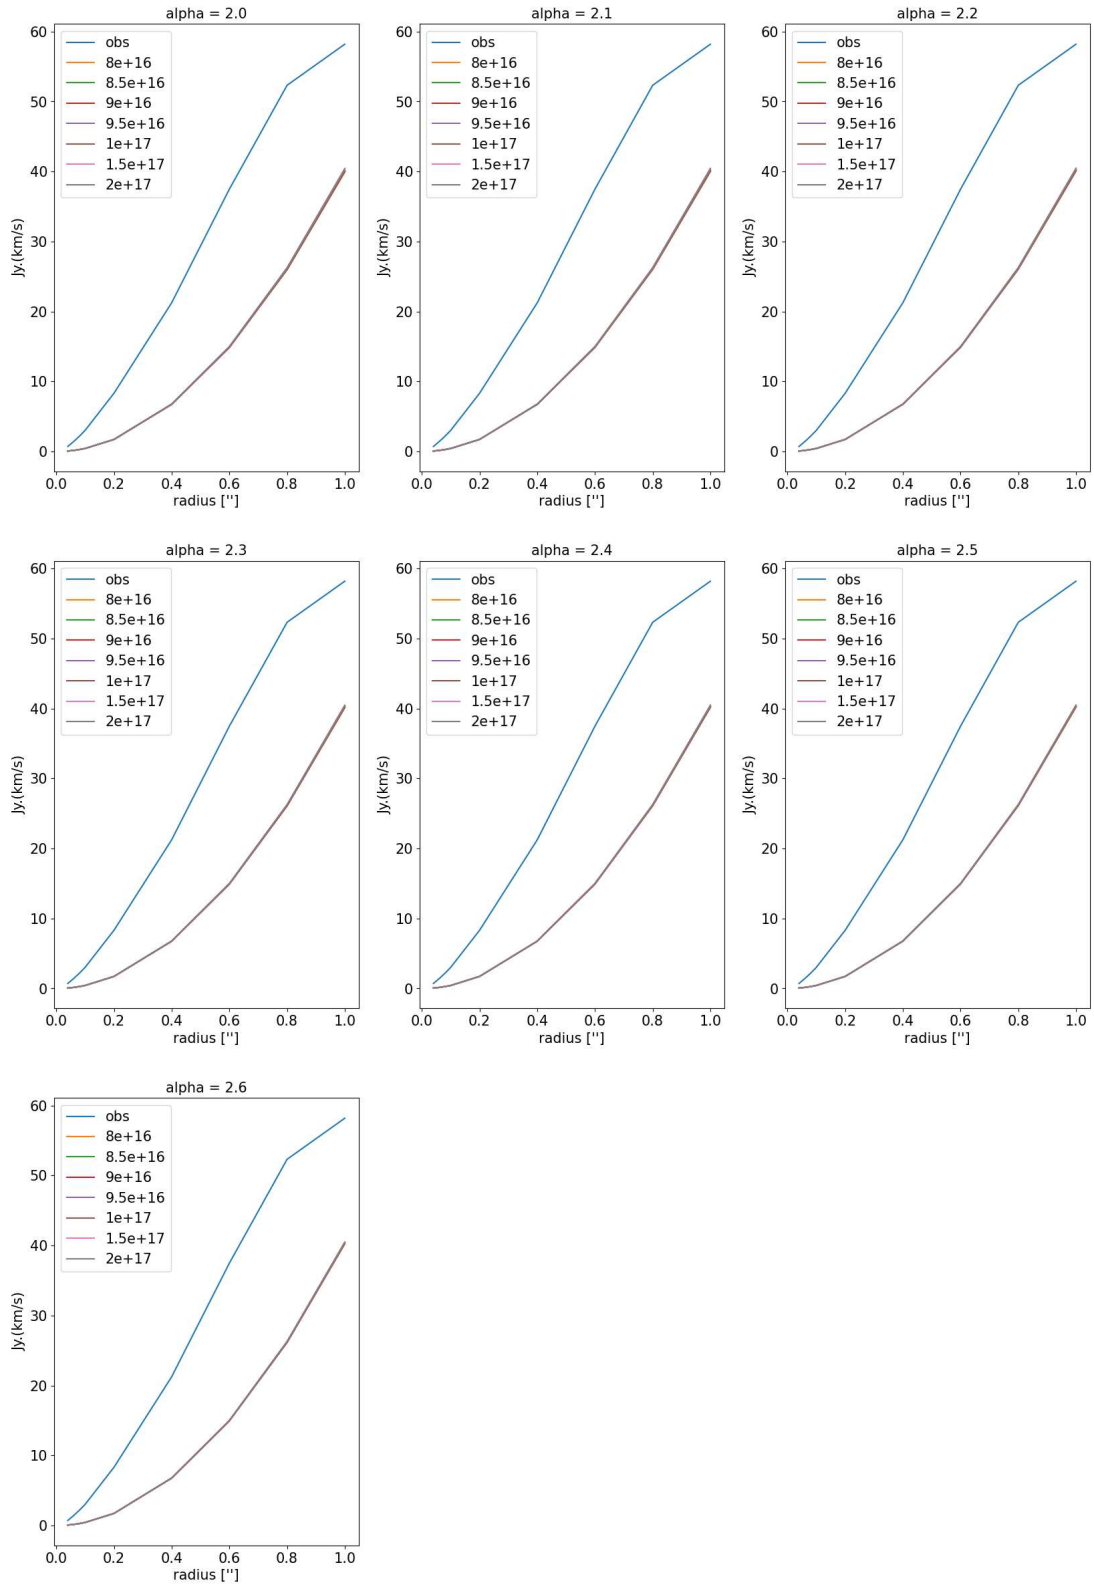 alpha = 2.0
60
50
40
30
20
10
0
Jy.(km/s)
obs
8e+16
8.5e+16
9e+16
9.5e+16
1e+17
1.5e+17
2e+17
0.0 0.2 0.4 0.6 0.8 1.0
radius ['']
alpha = 2.1
60
50
40
30
20
10
0
Jy.(km/s)
obs
8e+16
8.5e+16
9e+16
9.5e+16
1e+17
1.5e+17
2e+17
0.0 0.2 0.4 0.6 0.8 1.0
radius ['']
alpha = 2.2
60
50
40
30
20
10
0
Jy.(km/s)
obs
8e+16
8.5e+16
9e+16
9.5e+16
1e+17
1.5e+17
2e+17
0.0 0.2 0.4 0.6 0.8 1.0
radius ['']
alpha = 2.3
60
50
40
30
20
10
0
Jy.(km/s)
obs
8e+16
8.5e+16
9e+16
9.5e+16
1e+17
1.5e+17
2e+17
0.0 0.2 0.4 0.6 0.8 1.0
radius ['']
alpha = 2.4
60
50
40
30
20
10
0
Jy.(km/s)
obs
8e+16
8.5e+16
9e+16
9.5e+16
1e+17
1.5e+17
2e+17
0.0 0.2 0.4 0.6 0.8 1.0
radius ['']
alpha = 2.5
60
50
40
30
20
10
0
Jy.(km/s)
obs
8e+16
8.5e+16
9e+16
9.5e+16
1e+17
1.5e+17
2e+17
0.0 0.2 0.4 0.6 0.8 1.0
radius ['']
alpha = 2.6
60
50
40
30
20
10
0
Jy.(km/s)
obs
8e+16
8.5e+16
9e+16
9.5e+16
1e+17
1.5e+17
2e+17
0.0 0.2 0.4 0.6 0.8 1.0
radius ['']